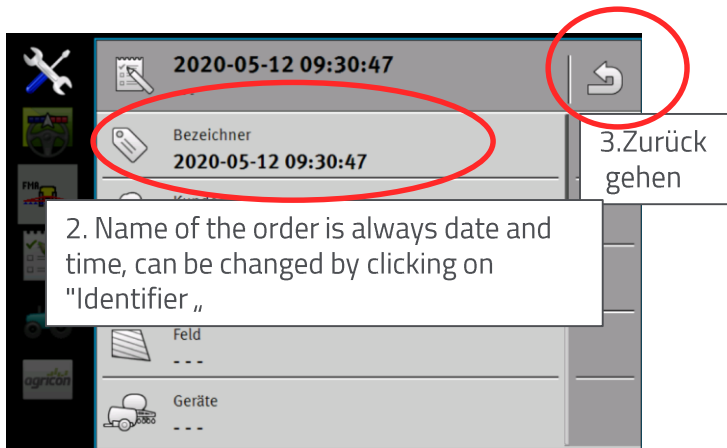 2020-05-12 09:30:47
--
Bezeichner
2020-05-12 09:30:47
3.Zurück
gehen
FMR
2. Name of the order is always date and
time, can be changed by clicking on
"Identifier „
Feld
---
agricon
Geräte
---